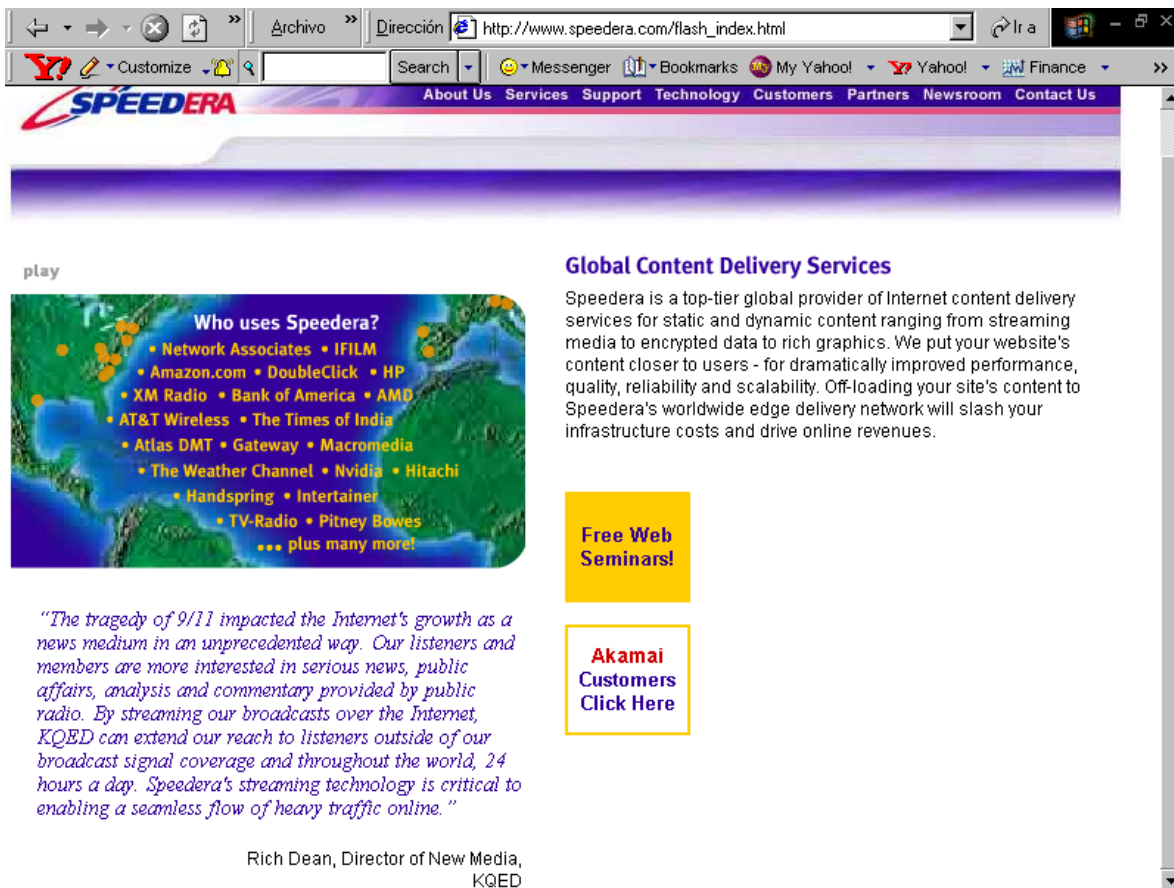 » Archivo » Dirección http://www.speedera.com/flash_index.html Ir a
Y! Customize Search Messenger Bookmarks My Yahoo! Y! Yahoo! Finance »
SPEEDERA
About Us Services Support Technology Customers Partners Newsroom Contact Us
play
Who uses Speedera?
• Network Associates • IFILM
• Amazon.com • DoubleClick • HP
• XM Radio • Bank of America • AMD
• AT&T Wireless • The Times of India
• Atlas DMT • Gateway • Macromedia
• The Weather Channel • Nvidia • Hitachi
• Handspring • Intertainer
• TV-Radio • Pitney Bowes
... plus many more!
"The tragedy of 9/11 impacted the Internet's growth as a
news medium in an unprecedented way. Our listeners and
members are more interested in serious news, public
affairs, analysis and commentary provided by public
radio. By streaming our broadcasts over the Internet,
KQED can extend our reach to listeners outside of our
broadcast signal coverage and throughout the world, 24
hours a day. Speedera's streaming technology is critical to
enabling a seamless flow of heavy traffic online."
Rich Dean, Director of New Media,
KQED
Global Content Delivery Services
Speedera is a top-tier global provider of Internet content delivery
services for static and dynamic content ranging from streaming
media to encrypted data to rich graphics. We put your website's
content closer to users - for dramatically improved performance,
quality, reliability and scalability. Off-loading your site's content to
Speedera's worldwide edge delivery network will slash your
infrastructure costs and drive online revenues.
Free Web
Seminars!
Akamai
Customers
Click Here